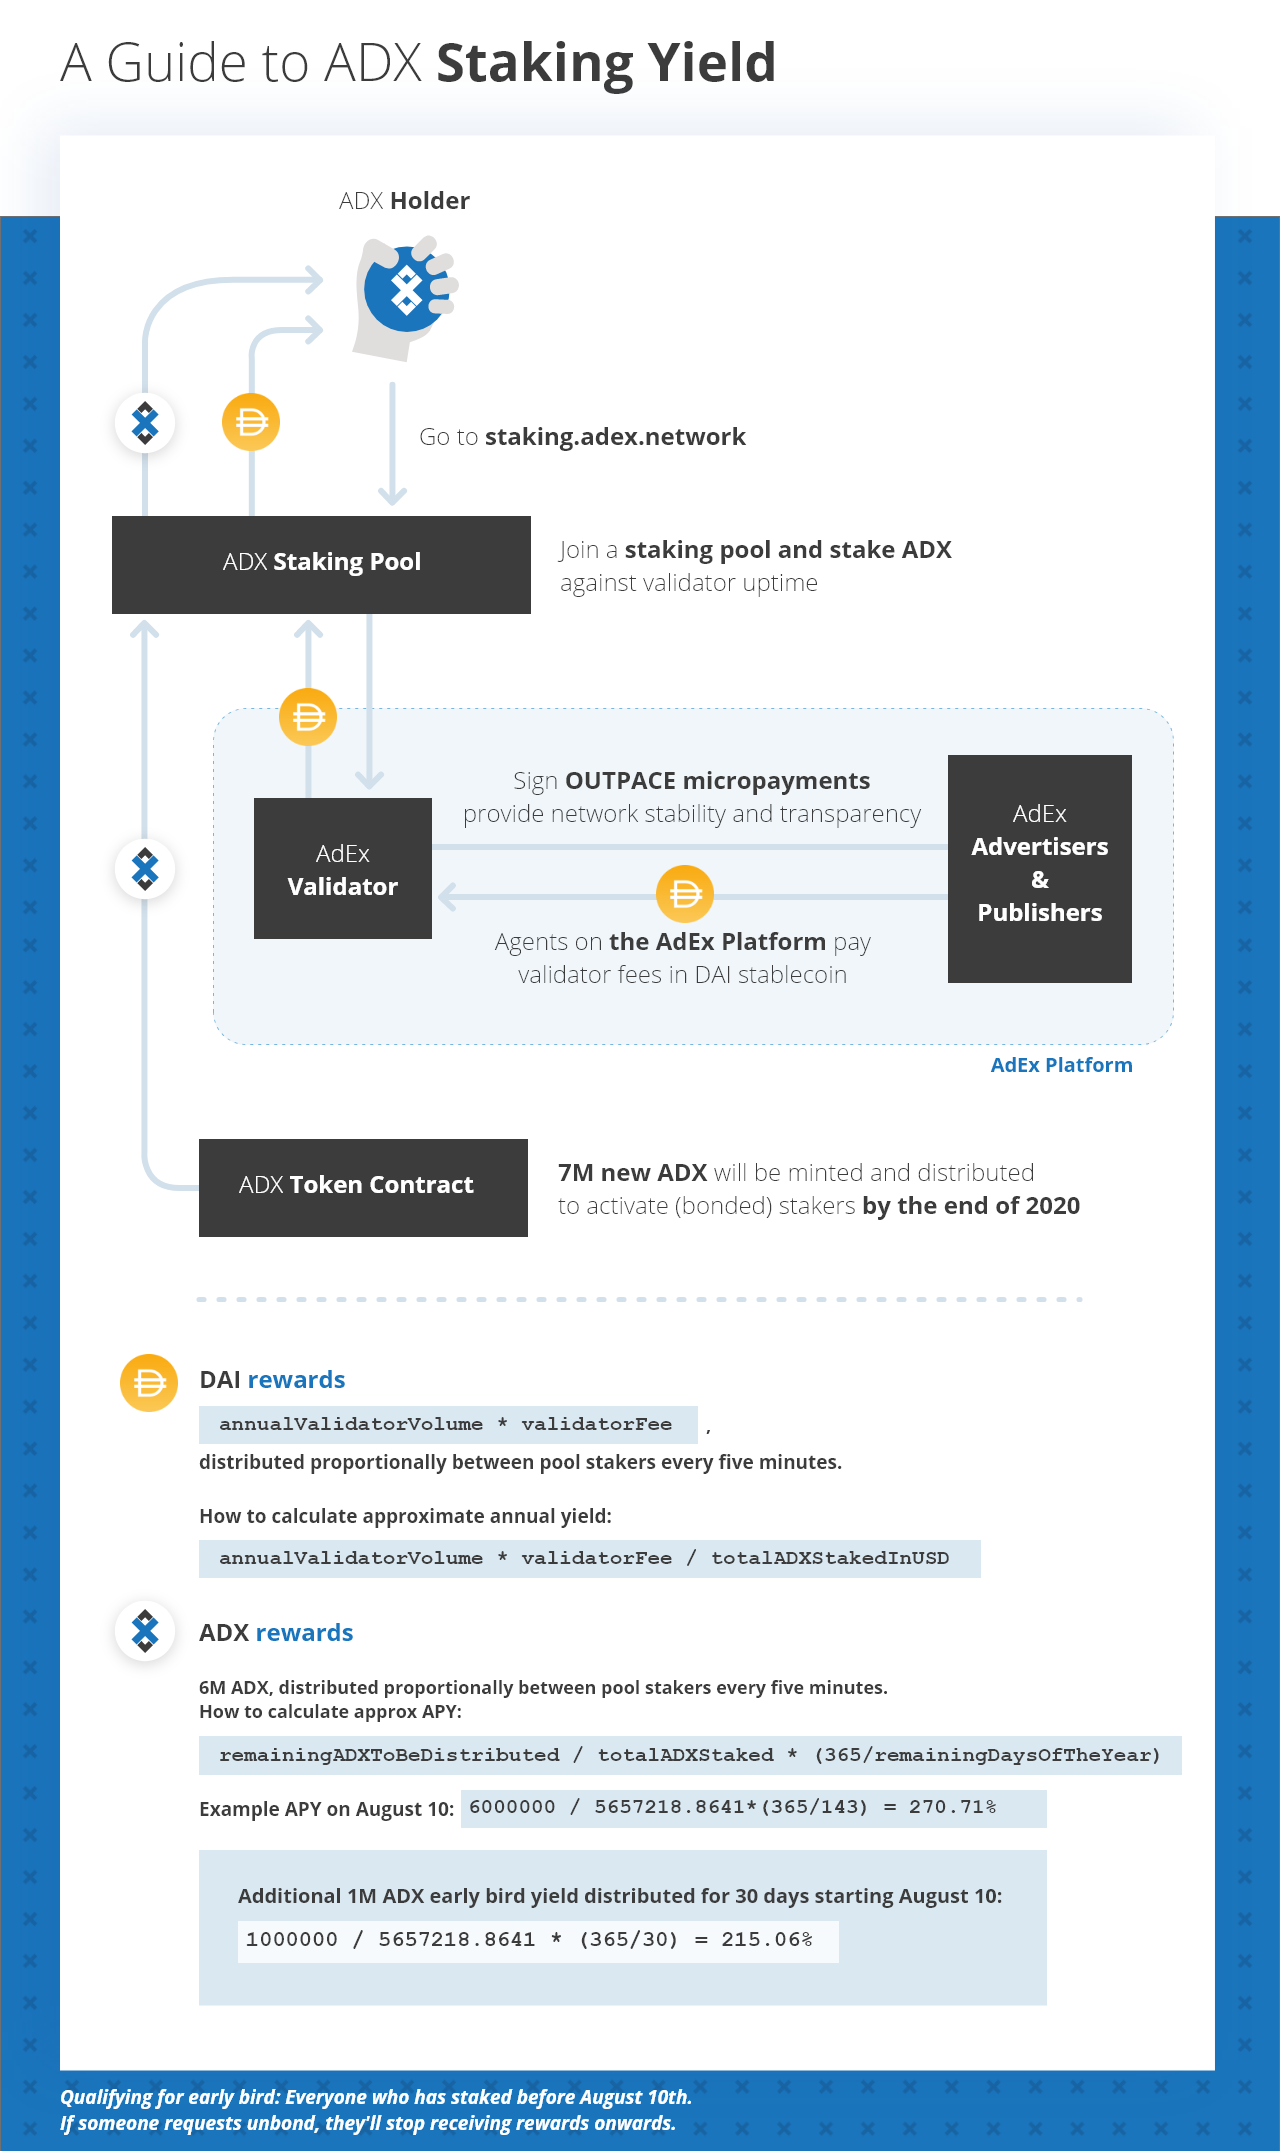 A Guide to ADX Staking Yield
ADX Holder
Go to staking.adex.network
ADX Staking Pool
Join a staking pool and stake ADX
against validator uptime
Sign OUTPACE micropayments
provide network stability and transparency
AdEx
Validator
AdEx
Advertisers
&
Publishers
Agents on the AdEx Platform pay
validator fees in DAI stablecoin
AdEx Platform
ADX Token Contract
7M new ADX will be minted and distributed
to activate (bonded) stakers by the end of 2020
DAI rewards
annualValidatorVolume * validatorFee ,
distributed proportionally between pool stakers every five minutes.
How to calculate approximate annual yield:
annualValidatorVolume * validatorFee / totalADXStakedInUSD
ADX rewards
6M ADX, distributed proportionally between pool stakers every five minutes.
How to calculate approx APY:
remainingADXToBeDistributed / totalADXStaked * (365/remainingDaysOfTheYear)
Example APY on August 10: 6000000 / 5657218.8641*(365/143) = 270.71%
Additional 1M ADX early bird yield distributed for 30 days starting August 10:
1000000 / 5657218.8641 * (365/30) = 215.06%
Qualifying for early bird: Everyone who has staked before August 10th.
If someone requests unbond, they'll stop receiving rewards onwards.